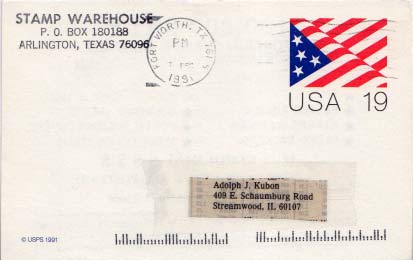 STAMP WAREHOUSE
P. O. BOX 180188
ARLINGTON, TEXAS 76096
FORT WORTH, TX
PM
1991
USA 19
Adolph J. Kubon
409 E. Schaumburg Road
Streamwood, IL 60107
© USPS 1991